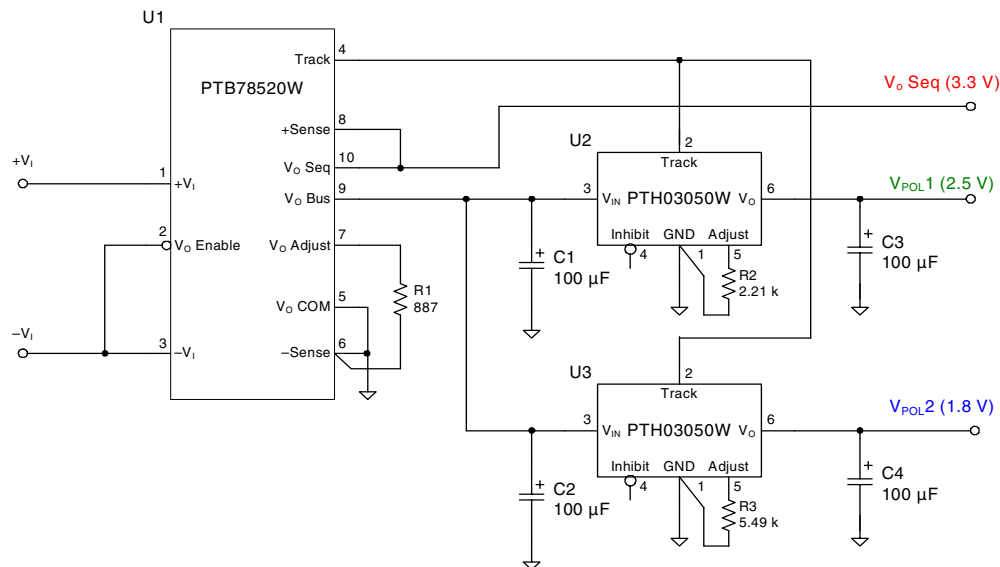 U1
PTB78520W
Track
4
+Sense
8
Vo Seq
10
Vo Bus
9
Vo Adjust
7
Vo COM
5
–Sense
6
+VI
1
+VI
2
Vo Enable
–VI
3
–VI
R1
887
Vo Seq (3.3 V)
U2
2
Track
3
VIN
PTH03050W
VO
6
VPOL1 (2.5 V)
Inhibit
GND
Adjust
4
1
5
R2
2.21 k
C1
100 µF
C3
100 µF
U3
2
Track
3
VIN
PTH03050W
VO
6
VPOL2 (1.8 V)
Inhibit
GND
Adjust
4
1
5
R3
5.49 k
C2
100 µF
C4
100 µF
+
+
+
+